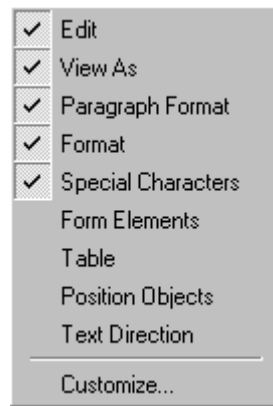 Edit
View As
Paragraph Format
Format
Special Characters
Form Elements
Table
Position Objects
Text Direction
Customize...